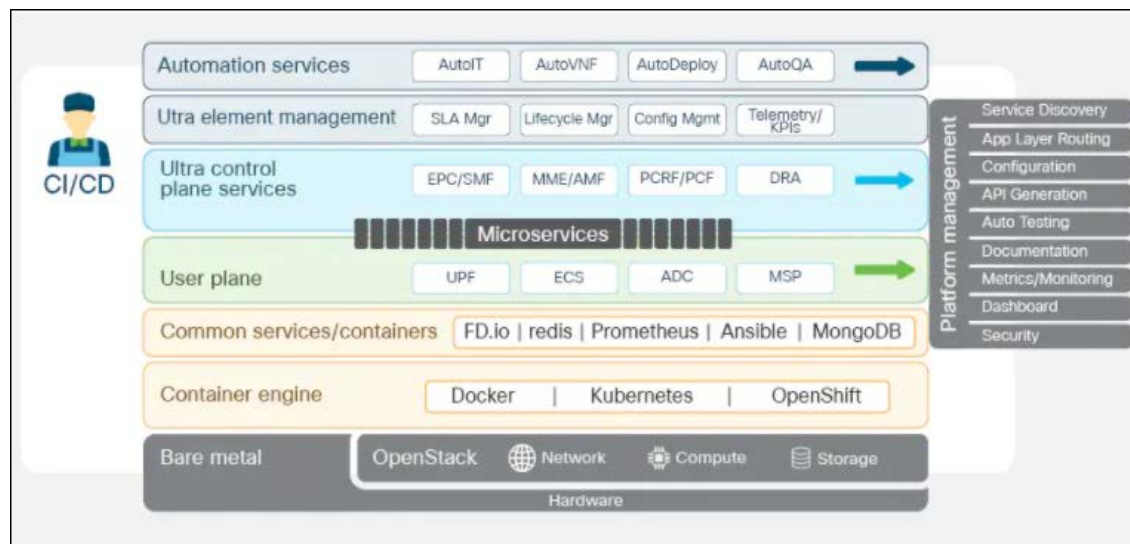 Automation services
AutoIT
AutoVNF
AutoDeploy
AutoQA
Utra element management
SLA Mgr
Lifecycle Mgr
Config Mgmt
Telemetry/
KPIs
CI/CD
Ultra control
plane services
EPC/SMF
MME/AMF
PCRF/PCF
DRA
Microservices
User plane
UPF
ECS
ADC
MSP
Common services/containers
FD.io | redis | Prometheus | Ansible | MongoDB
Container engine
Docker | Kubernetes | OpenShift
Bare metal
OpenStack
Network
Compute
Storage
Hardware
Platform management
Service Discovery
App Layer Routing
Configuration
API Generation
Auto Testing
Documentation
Metrics/Monitoring
Dashboard
Security